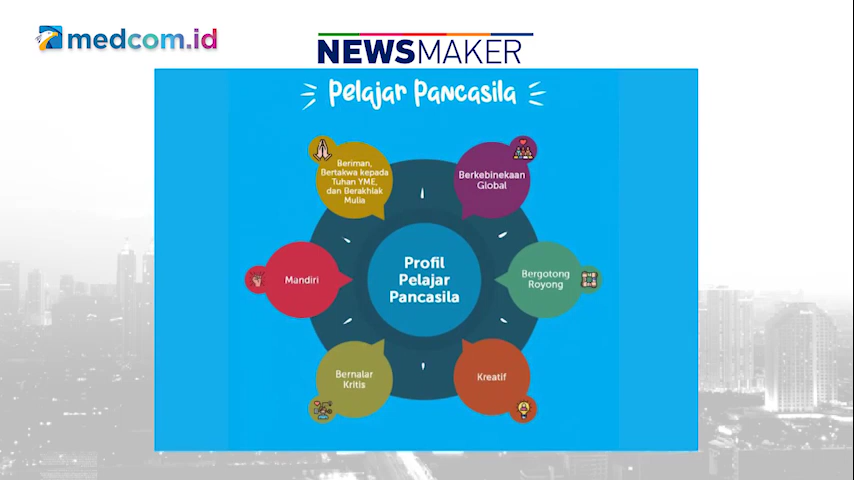 medcom.id
NEWSMAKER
Pelajar Pancasila
Beriman,
Bertakwa kepada
Tuhan YME,
dan Berakhlak
Mulia
Berkebinekaan
Global
Mandiri
Profil
Pelajar
Pancasila
Bergotong
Royong
Bernalar
Kritis
Kreatif